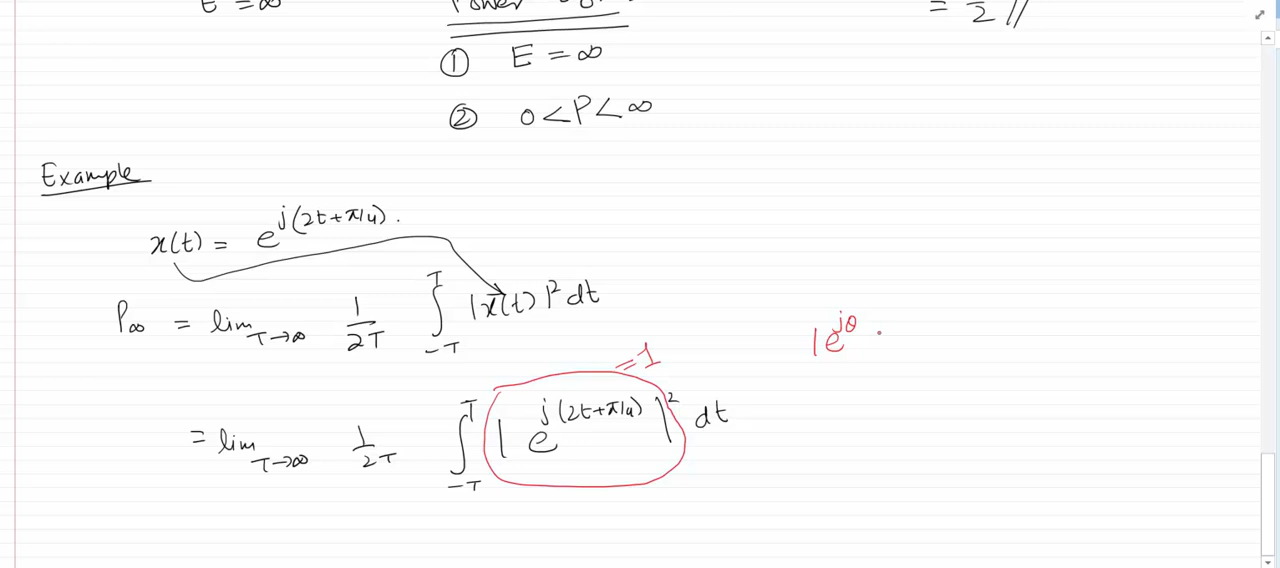 E = ∞
Power
= /2 //
① E = ∞
② 0 < P < ∞
Example
x(t) = e^{j(2t+π/4)}.
P∞ = lim_{T→∞} 1/2T ∫_{-T}^{T} |x(t)|² dt
|e^{jθ}
= 1
= lim_{T→∞} 1/2T ∫_{-T}^{T} | e^{j(2t+π/4)} |² dt